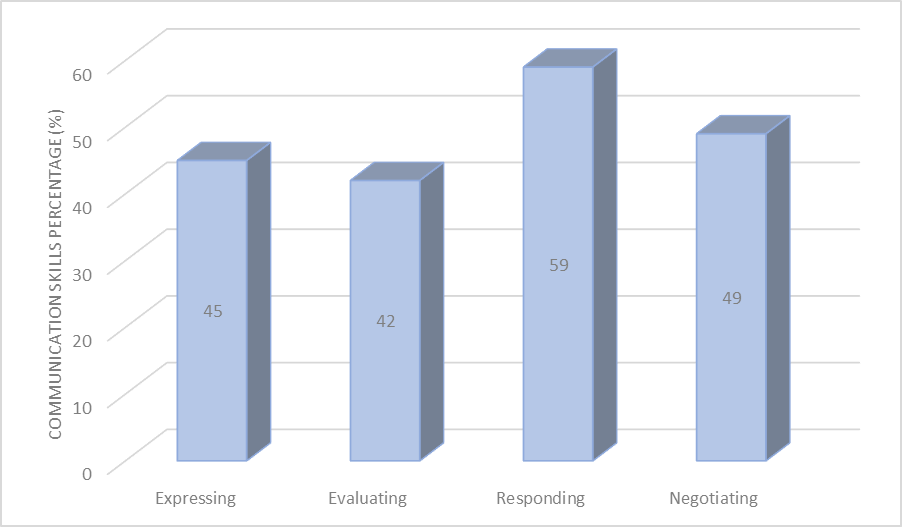 COMMUNICATION SKILLS PERCENTAGE (%)
60
50
40
30
20
10
0
45
42
59
49
Expressing
Evaluating
Responding
Negotiating